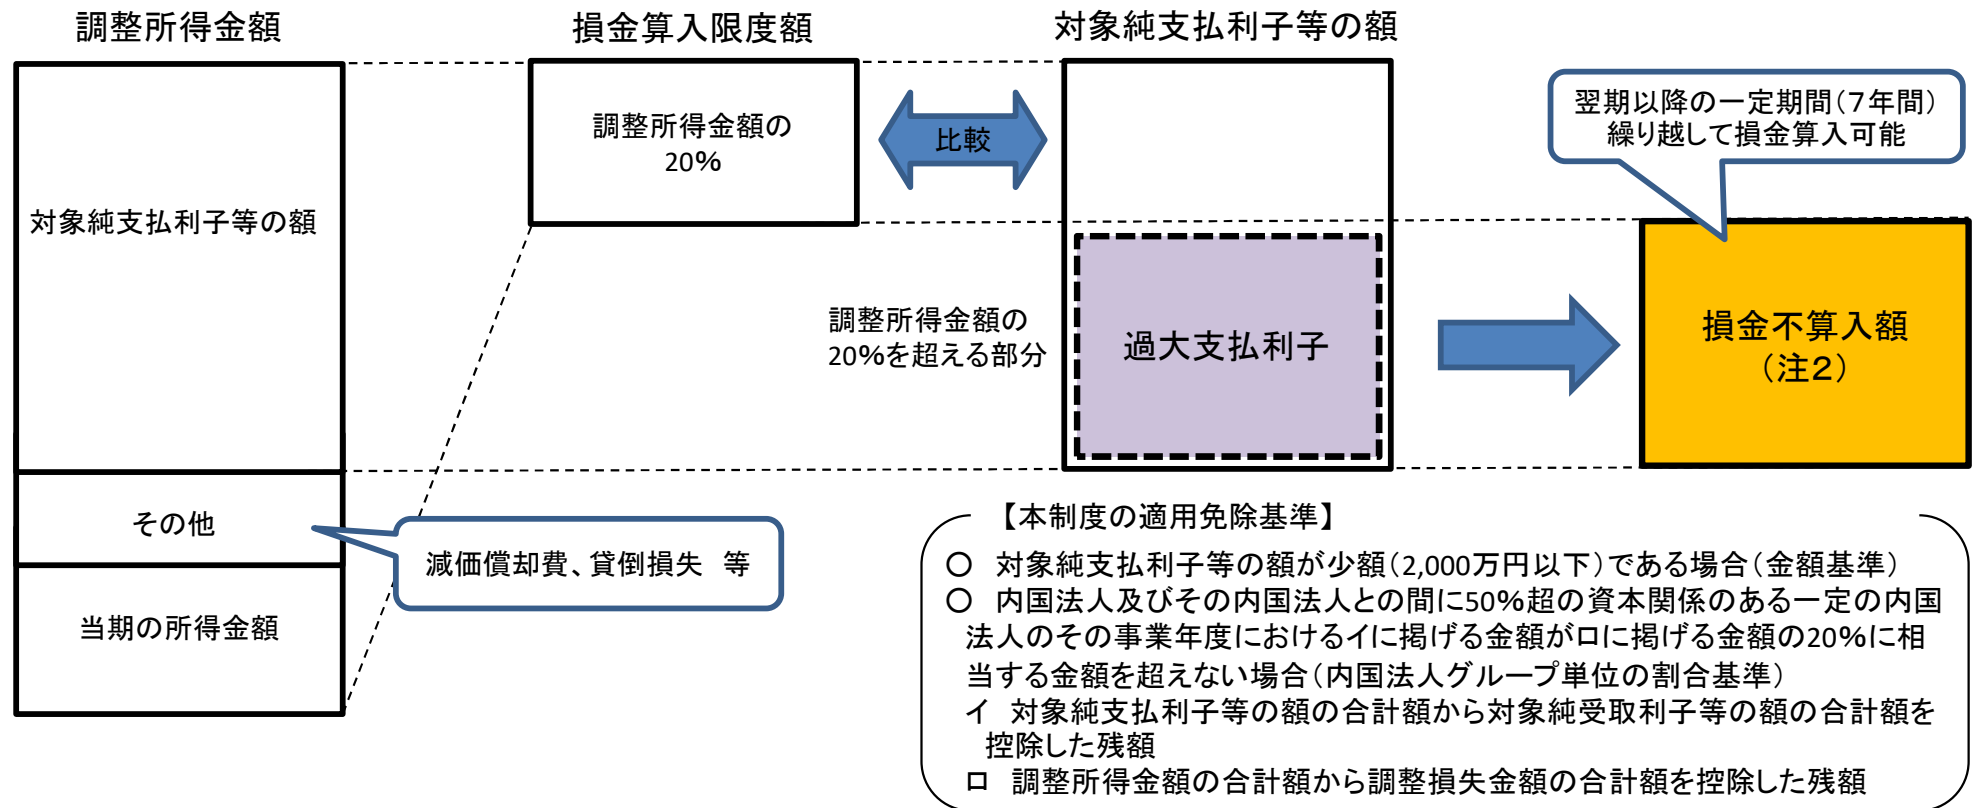 調整所得金額
損金算入限度額
対象純支払利子等の額
対象純支払利子等の額
その他
当期の所得金額
減価償却費、貸倒損失　等
調整所得金額の
20%
比較
調整所得金額の
20%を超える部分
過大支払利子
翌期以降の一定期間(7年間)
繰り越して損金算入可能
損金不算入額
(注2)
【本制度の適用免除基準】
○　対象純支払利子等の額が少額(2,000万円以下)である場合(金額基準)
○　内国法人及びその内国法人との間に50%超の資本関係のある一定の内国
法人のその事業年度におけるイに掲げる金額がロに掲げる金額の20%に相
当する金額を超えない場合(内国法人グループ単位の割合基準)
イ　対象純支払利子等の額の合計額から対象純受取利子等の額の合計額を
控除した残額
ロ　調整所得金額の合計額から調整損失金額の合計額を控除した残額